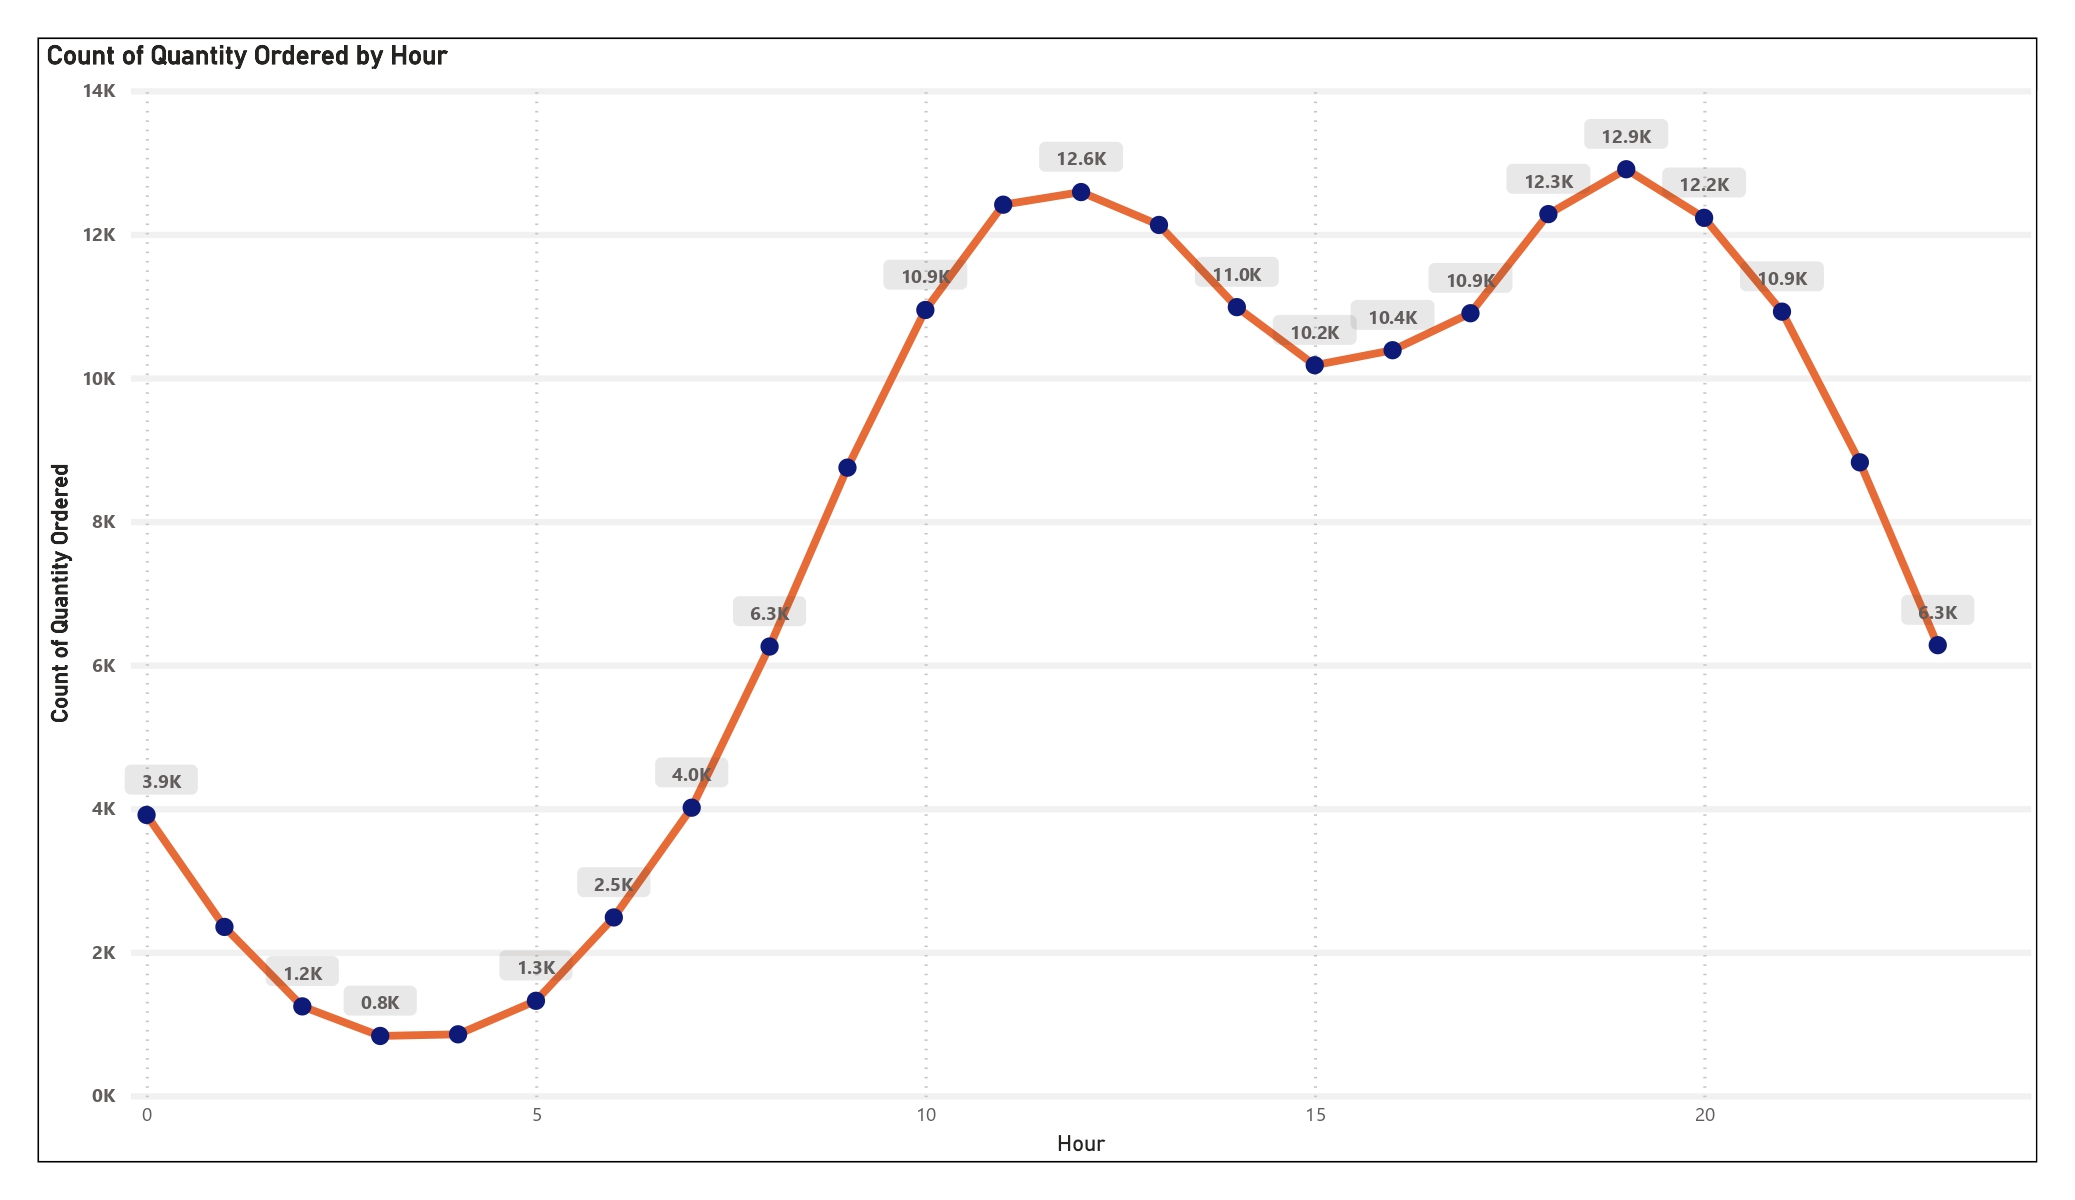 Count of Quantity Ordered by Hour
14K
12K
10K
8K
6K
4K
2K
0K
Count of Quantity Ordered
3.9K
1.2K
0.8K
1.3K
2.5K
4.0K
6.3K
10.9K
12.6K
11.0K
10.2K
10.4K
10.9K
12.3K
12.9K
12.2K
10.9K
6.3K
0 5 10 15 20
Hour